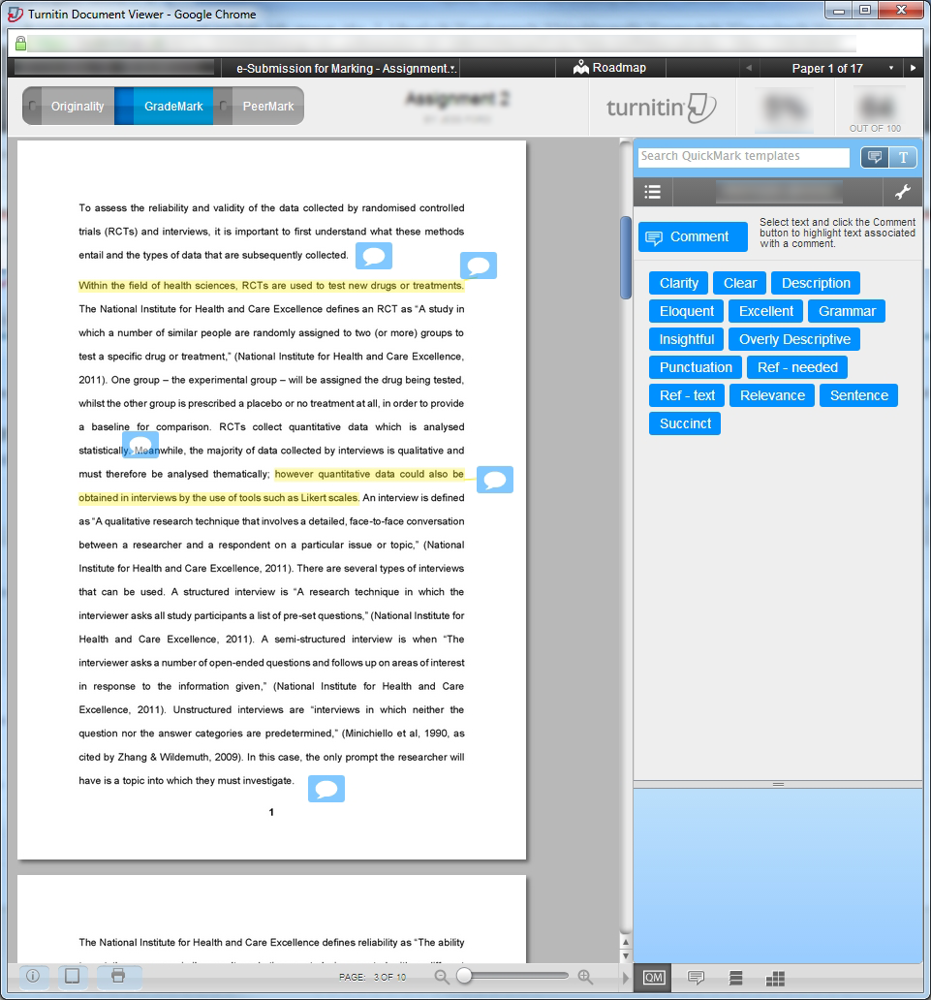 Turnitin Document Viewer - Google Chrome
e-Submission for Marking - Assignment...
Roadmap
Paper 1 of 17
Originality
GradeMark
PeerMark
Assignment 2
turnitin
OUT OF 100
To assess the reliability and validity of the data collected by randomised controlled
trials (RCTs) and interviews, it is important to first understand what these methods
entail and the types of data that are subsequently collected.
Within the field of health sciences, RCTs are used to test new drugs or treatments.
The National Institute for Health and Care Excellence defines an RCT as “A study in
which a number of similar people are randomly assigned to two (or more) groups to
test a specific drug or treatment,” (National Institute for Health and Care Excellence,
2011). One group – the experimental group – will be assigned the drug being tested,
whilst the other group is prescribed a placebo or no treatment at all, in order to provide
a baseline for comparison. RCTs collect quantitative data which is analysed
statistically. Meanwhile, the majority of data collected by interviews is qualitative and
must therefore be analysed thematically; however quantitative data could also be
obtained in interviews by the use of tools such as Likert scales. An interview is defined
as “A qualitative research technique that involves a detailed, face-to-face conversation
between a researcher and a respondent on a particular issue or topic,” (National
Institute for Health and Care Excellence, 2011). There are several types of interviews
that can be used. A structured interview is “A research technique in which the
interviewer asks all study participants a list of pre-set questions,” (National Institute for
Health and Care Excellence, 2011). A semi-structured interview is when “The
interviewer asks a number of open-ended questions and follows up on areas of interest
in response to the information given,” (National Institute for Health and Care
Excellence, 2011). Unstructured interviews are “interviews in which neither the
question nor the answer categories are predetermined,” (Minichiello et al, 1990, as
cited by Zhang & Wildemuth, 2009). In this case, the only prompt the researcher will
have is a topic into which they must investigate.
1
The National Institute for Health and Care Excellence defines reliability as “The ability
Search QuickMark templates
T
Comment
Select text and click the Comment
button to highlight text associated
with a comment.
Clarity
Clear
Description
Eloquent
Excellent
Grammar
Insightful
Overly Descriptive
Punctuation
Ref - needed
Ref - text
Relevance
Sentence
Succinct
PAGE: 3 OF 10
QM